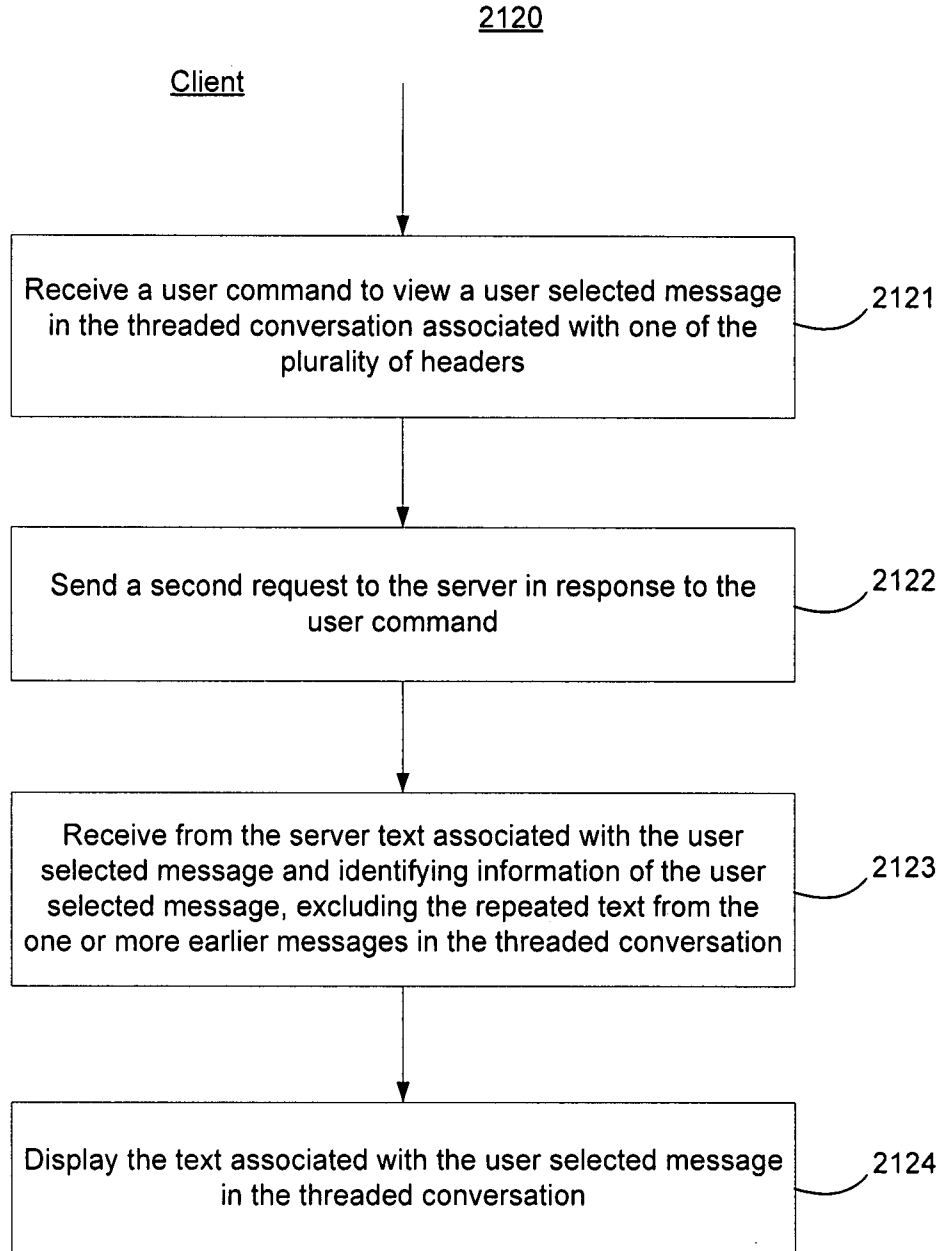 2120
Client
Receive a user command to view a user selected message
in the threaded conversation associated with one of the
plurality of headers
2121
Send a second request to the server in response to the
user command
2122
Receive from the server text associated with the user
selected message and identifying information of the user
selected message, excluding the repeated text from the
one or more earlier messages in the threaded conversation
2123
Display the text associated with the user selected message
in the threaded conversation
2124